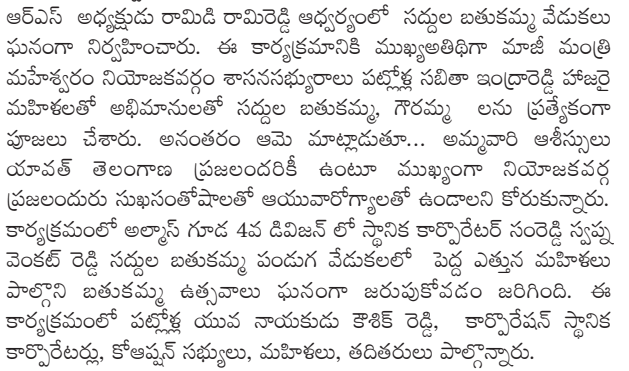 ఆర్ఎస్ అధ్యక్షుడు రామిడి రామిరెడ్డి ఆధ్వర్యంలో సద్దుల బతుకమ్మ వేడుకలు
ఘనంగా నిర్వహించారు. ఈ కార్యక్రమానికి ముఖ్యఅతిథిగా మాజీ మంత్రి
మహేశ్వరం నియోజకవర్గం శాసనసభ్యురాలు పట్లోళ్ల సబితా ఇంద్రారెడ్డి హాజరై
మహిళలతో అభిమానులతో సద్దుల బతుకమ్మ, గౌరమ్మ లను ప్రత్యేకంగా
పూజలు చేశారు. అనంతరం ఆమె మాట్లాడుతూ... అమ్మవారి ఆశీస్సులు
యావత్ తెలంగాణ ప్రజలందరికీ ఉంటూ ముఖ్యంగా నియోజకవర్గ
ప్రజలందురు సుఖసంతోషాలతో ఆయువారోగ్యాలతో ఉండాలని కోరుకున్నారు.
కార్యక్రమంలో అల్మాస్ గూడ 4వ డివిజన్ లో స్థానిక కార్పొరేటర్ సంరెడ్డి స్వప్న
వెంకట్ రెడ్డి సద్దుల బతుకమ్మ పండుగ వేడుకలలో పెద్ద ఎత్తున మహిళలు
పాల్గొని బతుకమ్మ ఉత్సవాలు ఘనంగా జరుపుకోవడం జరిగింది. ఈ
కార్యక్రమంలో పట్లోళ్ల యువ నాయకుడు కౌశిక్ రెడ్డి, కార్పొరేషన్ స్థానిక
కార్పొరేటర్లు, కోఆప్షన్ సభ్యులు, మహిళలు, తదితరులు పాల్గొన్నారు.